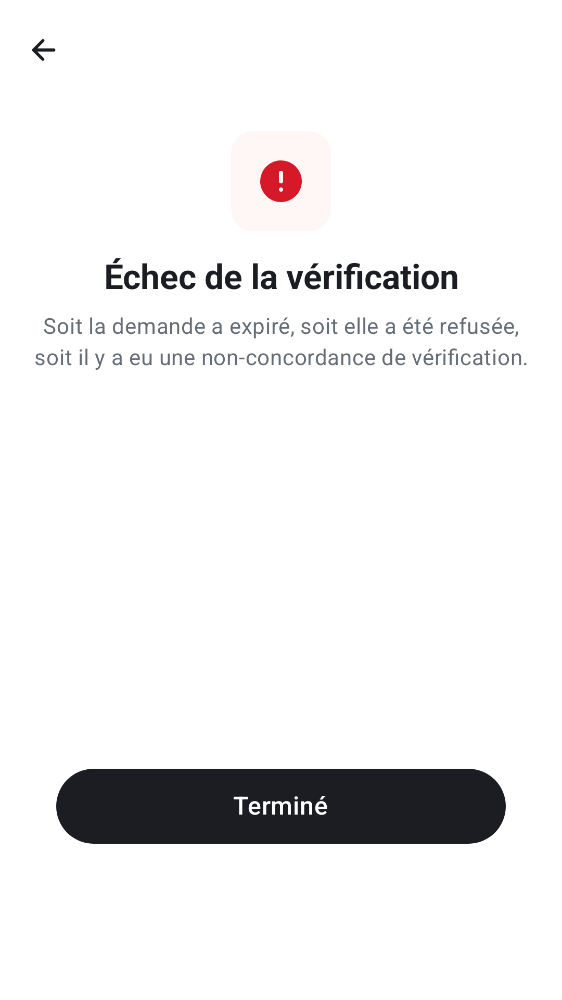 Échec de la vérification
Soit la demande a expiré, soit elle a été refusée,
soit il y a eu une non-concordance de vérification.
Terminé